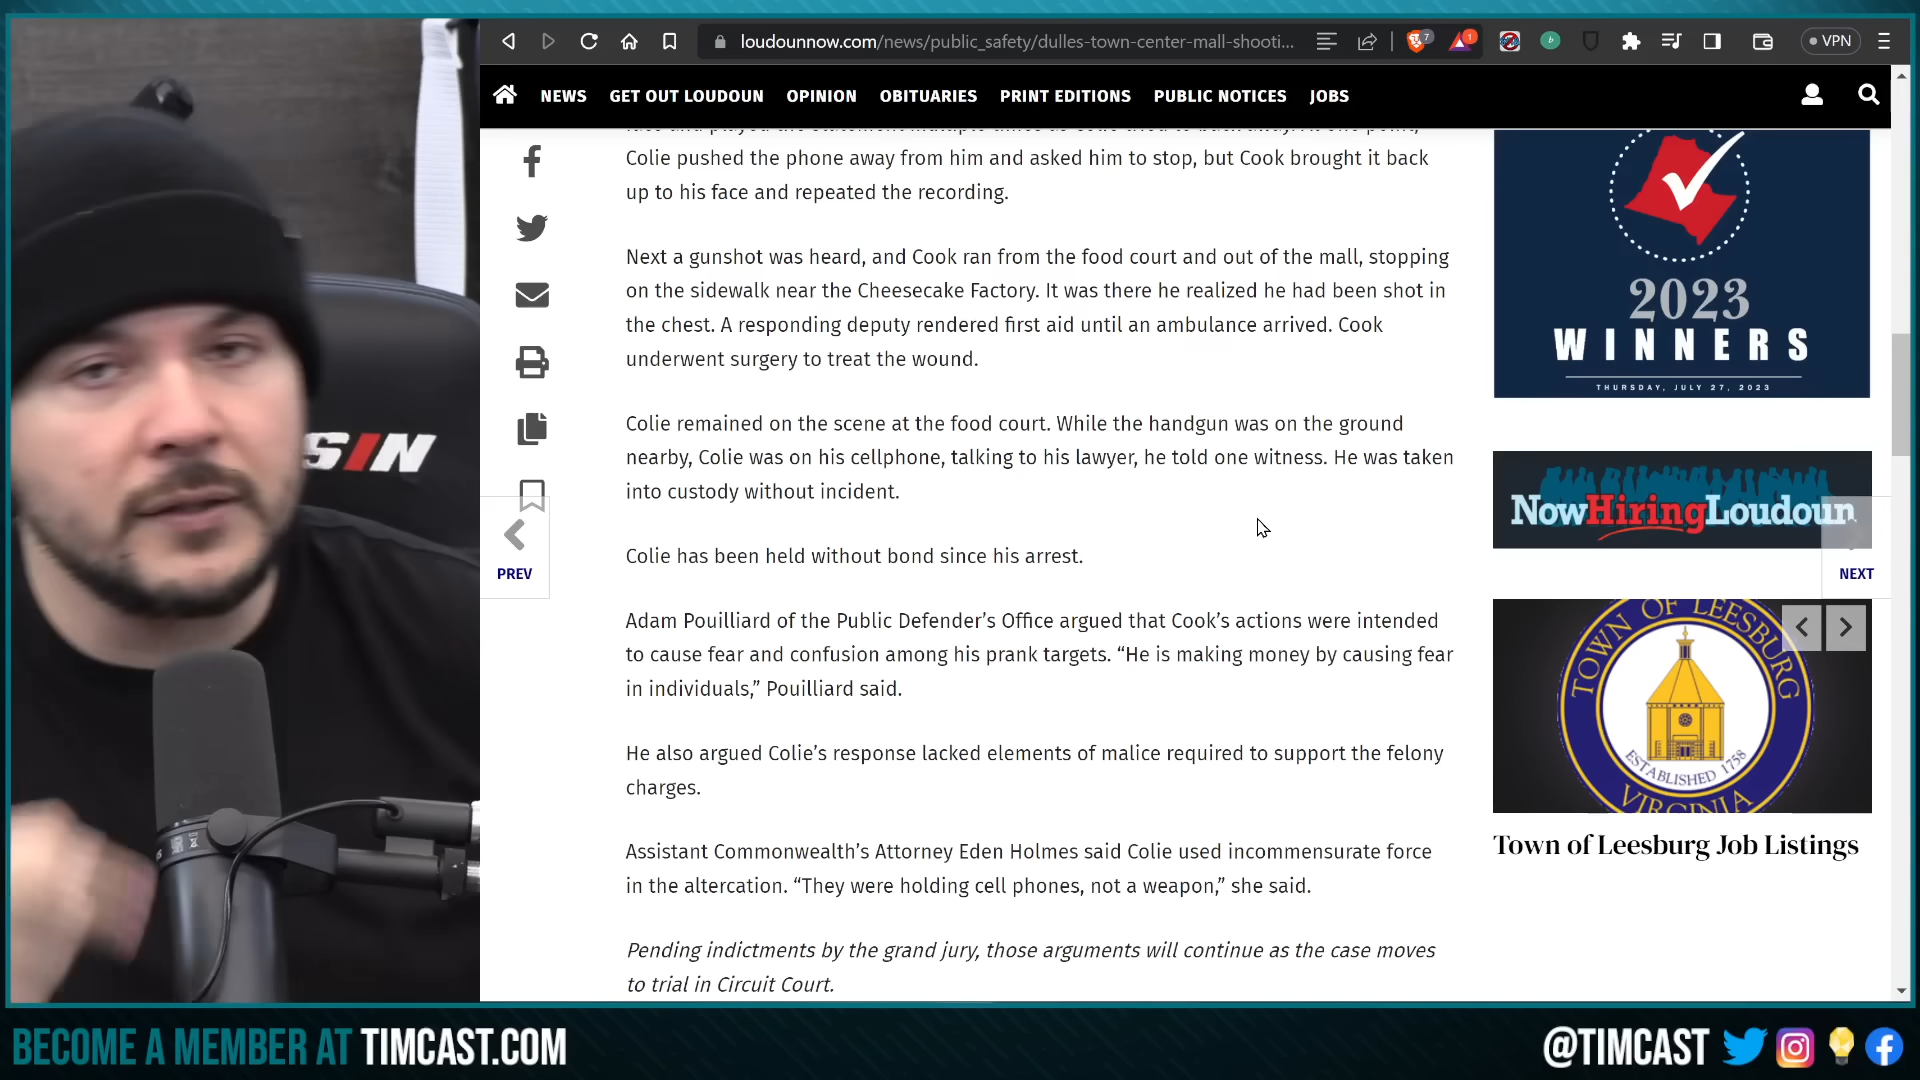 loudounnow.com/news/public_safety/dulles-town-center-mall-shooti...
7
1
VPN
NEWS
GET OUT LOUDOUN
OPINION
OBITUARIES
PRINT EDITIONS
PUBLIC NOTICES
JOBS
Colie pushed the phone away from him and asked him to stop, but Cook brought it back
up to his face and repeated the recording.
Next a gunshot was heard, and Cook ran from the food court and out of the mall, stopping
on the sidewalk near the Cheesecake Factory. It was there he realized he had been shot in
the chest. A responding deputy rendered first aid until an ambulance arrived. Cook
underwent surgery to treat the wound.
Colie remained on the scene at the food court. While the handgun was on the ground
nearby, Colie was on his cellphone, talking to his lawyer, he told one witness. He was taken
into custody without incident.
Colie has been held without bond since his arrest.
Adam Pouilliard of the Public Defender’s Office argued that Cook’s actions were intended
to cause fear and confusion among his prank targets. “He is making money by causing fear
in individuals,” Pouilliard said.
He also argued Colie’s response lacked elements of malice required to support the felony
charges.
Assistant Commonwealth’s Attorney Eden Holmes said Colie used incommensurate force
in the altercation. “They were holding cell phones, not a weapon,” she said.
Pending indictments by the grand jury, those arguments will continue as the case moves
to trial in Circuit Court.
PREV
NEXT
2023
WINNERS
THURSDAY, JULY 27, 2023
NowHiringLoudoun
TOWN OF LEESBURG
ESTABLISHED 1758
VIRGINIA
Town of Leesburg Job Listings
SIN
BECOME A MEMBER AT TIMCAST.COM
@TIMCAST